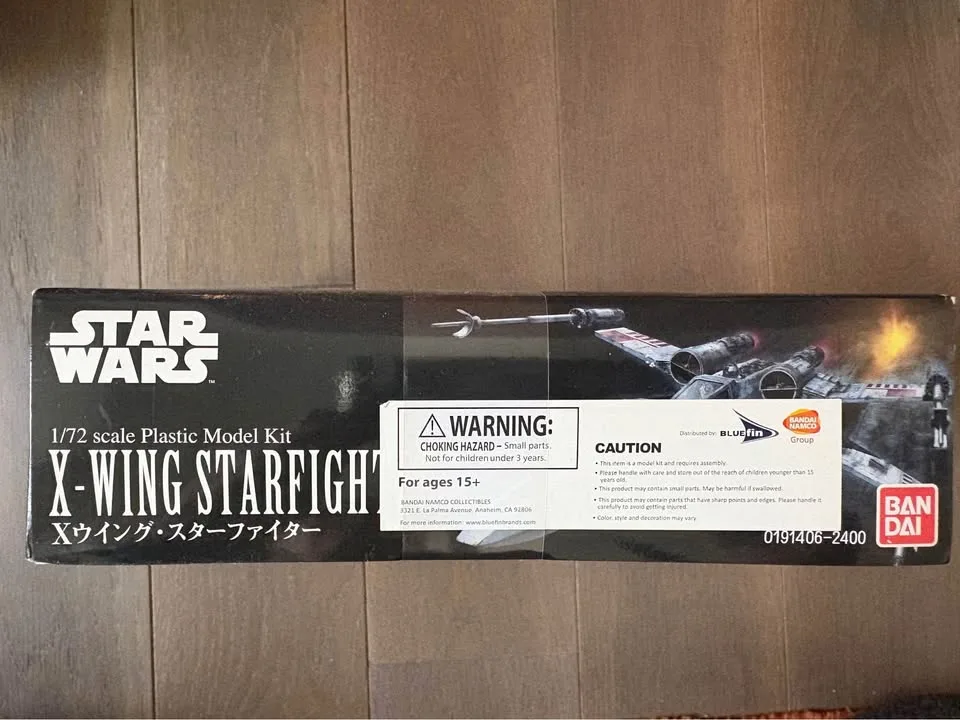 STAR
WARS
TM
1/72 scale Plastic Model Kit
X-WING STARFIGHT
Xウイング・スターファイター
WARNING:
CHOKING HAZARD – Small parts.
Not for children under 3 years.
For ages 15+
BANDAI NAMCO COLLECTIBLES
3321 E. La Palma Avenue, Anaheim, CA 92806
For more information: www.bluefinbrands.com
Distributed by: BLUEfin
BANDAI
NAMCO
Group
CAUTION
• This item is a model kit and requires assembly.
• Please handle with care and store out of the reach of children younger than 15
years old.
• This product may contain small parts. May be harmful if swallowed.
• This product may contain parts that have sharp points and edges. Please handle it
carefully to avoid getting injured.
• Color, style and decoration may vary.
0191406-2400
BAN
DAI